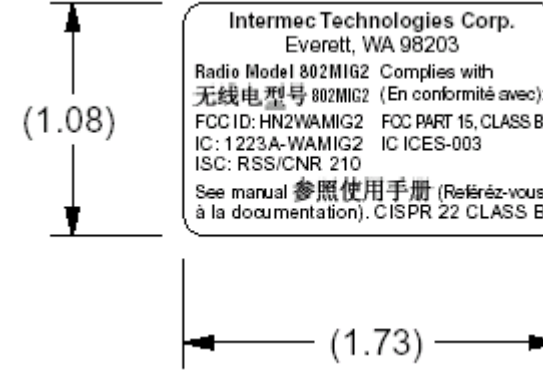 Intermec Technologies Corp.
Everett, WA 98203
Radio Model 802MIG2 Complies with
无线电型号 802MIG2 (En conformité avec):
FCC ID: HN2WAMIG2 FCC PART 15, CLASS B
IC: 1223A-WAMIG2 IC ICES-003
ISC: RSS/CNR 210
See manual 参照使用手册 (Reféréz-vous
à la documentation). CISPR 22 CLASS B
(1.08)
(1.73)